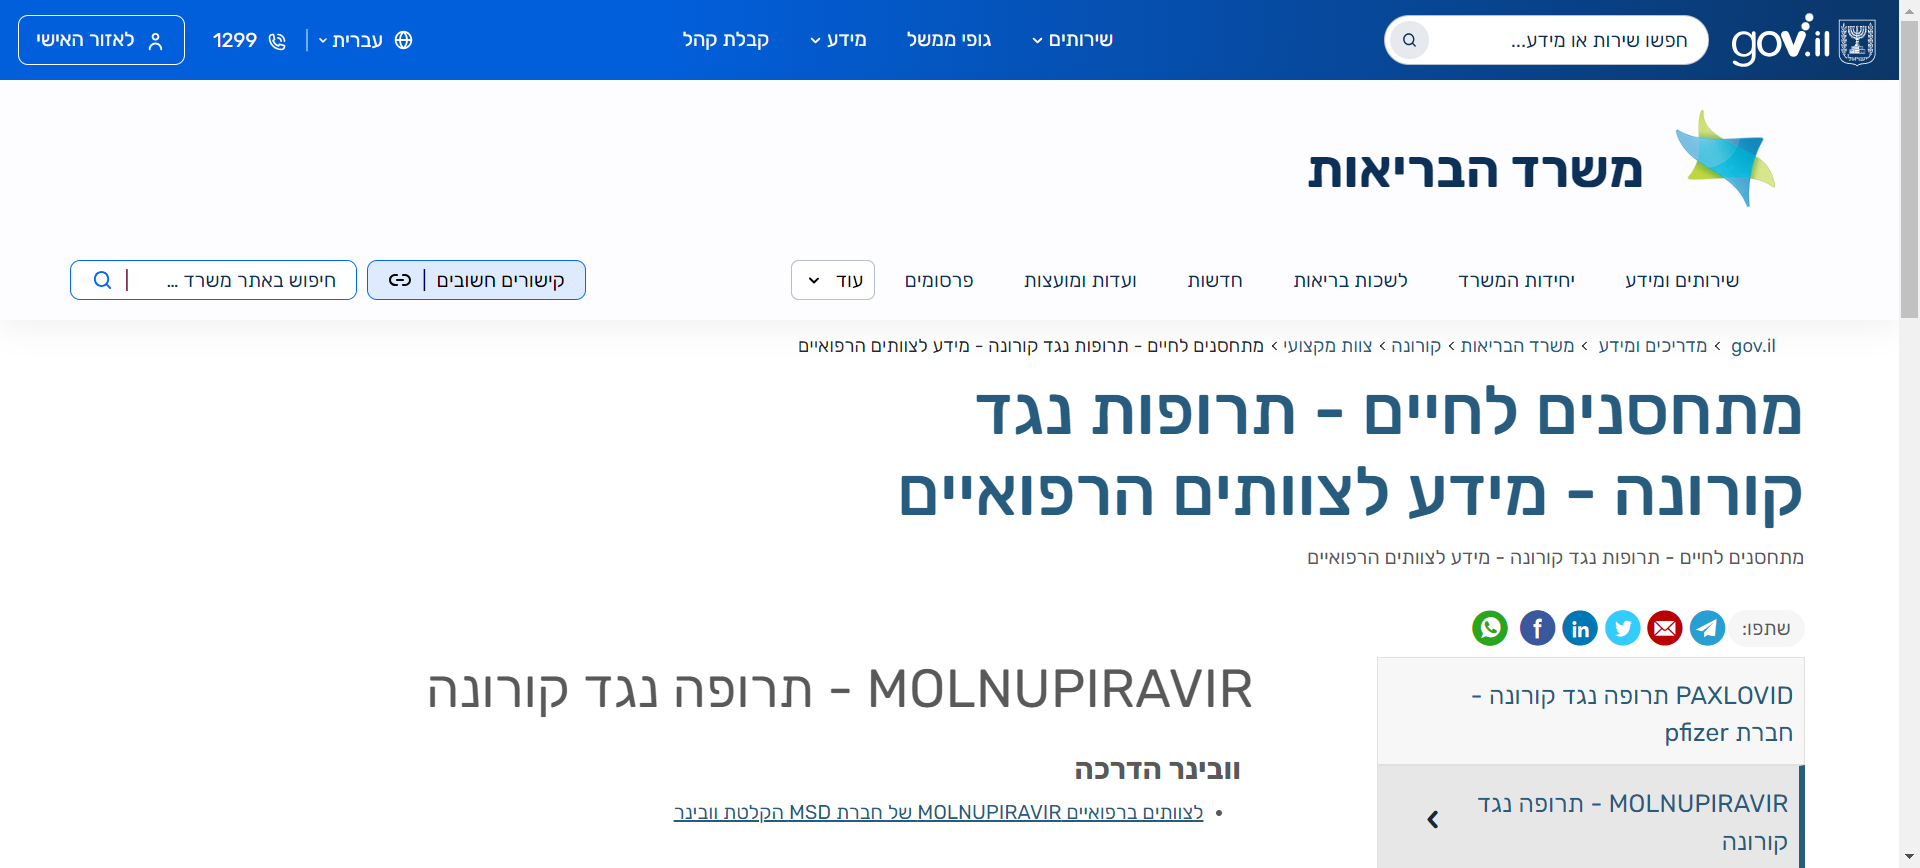 gov.il
חפשו שירות או מידע...
שירותים
גופי ממשל
מידע
קבלת קהל
עברית
1299
לאזור האישי
משרד הבריאות
שירותים ומידע
יחידות המשרד
לשכות בריאות
חדשות
ועדות ומועצות
פרסומים
עוד
קישורים חשובים
חיפוש באתר משרד ...
gov.il › מדריכים ומידע › משרד הבריאות › קורונה › צוות מקצועי › מתחסנים לחיים - תרופות נגד קורונה - מידע לצוותים הרפואיים
מתחסנים לחיים - תרופות נגד
קורונה - מידע לצוותים הרפואיים
מתחסנים לחיים - תרופות נגד קורונה - מידע לצוותים הרפואיים
שתפו:
PAXLOVID תרופה נגד קורונה -
חברת pfizer
MOLNUPIRAVIR - תרופה נגד
קורונה
MOLNUPIRAVIR - תרופה נגד קורונה
וובינר הדרכה
לצוותים ברפואיים MOLNUPIRAVIR של חברת MSD הקלטת וובינר